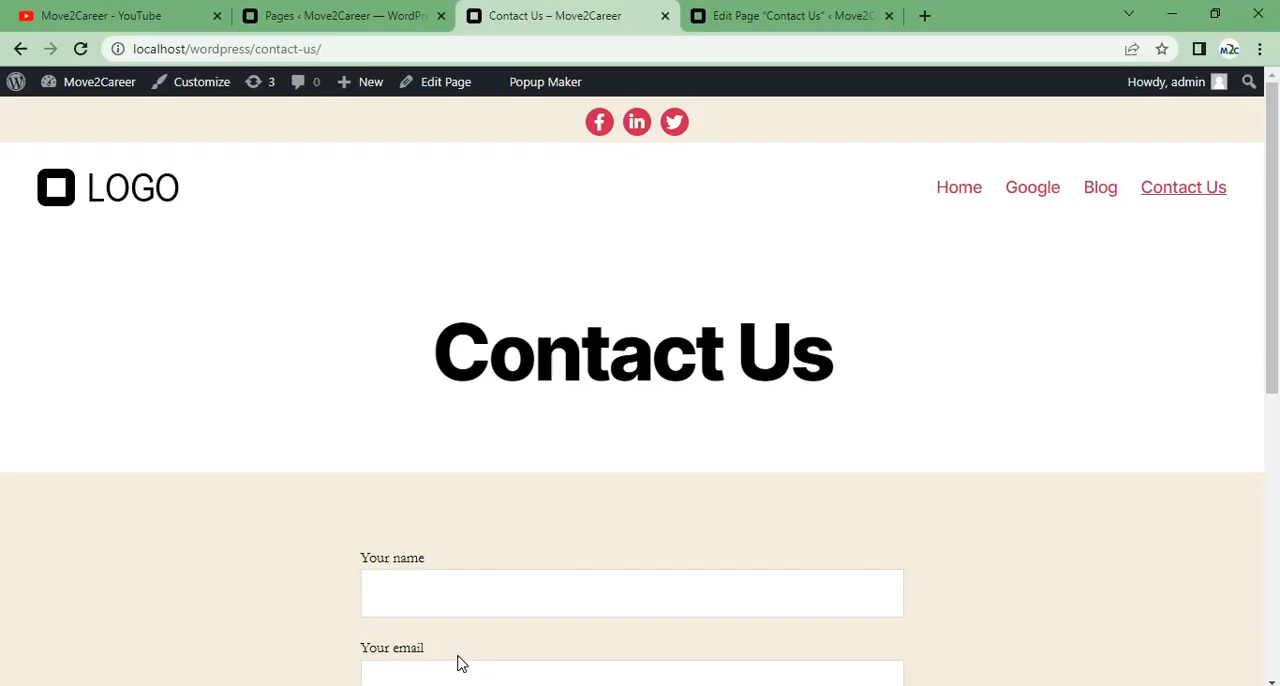 Move2Career - YouTube
Pages ‹ Move2Career — WordPr
Contact Us – Move2Career
Edit Page "Contact Us" ‹ Move2C
localhost/wordpress/contact-us/
M2C
Move2Career Customize 3 0 New Edit Page Popup Maker Howdy, admin
LOGO
Home Google Blog Contact Us
Contact Us
Your name
Your email